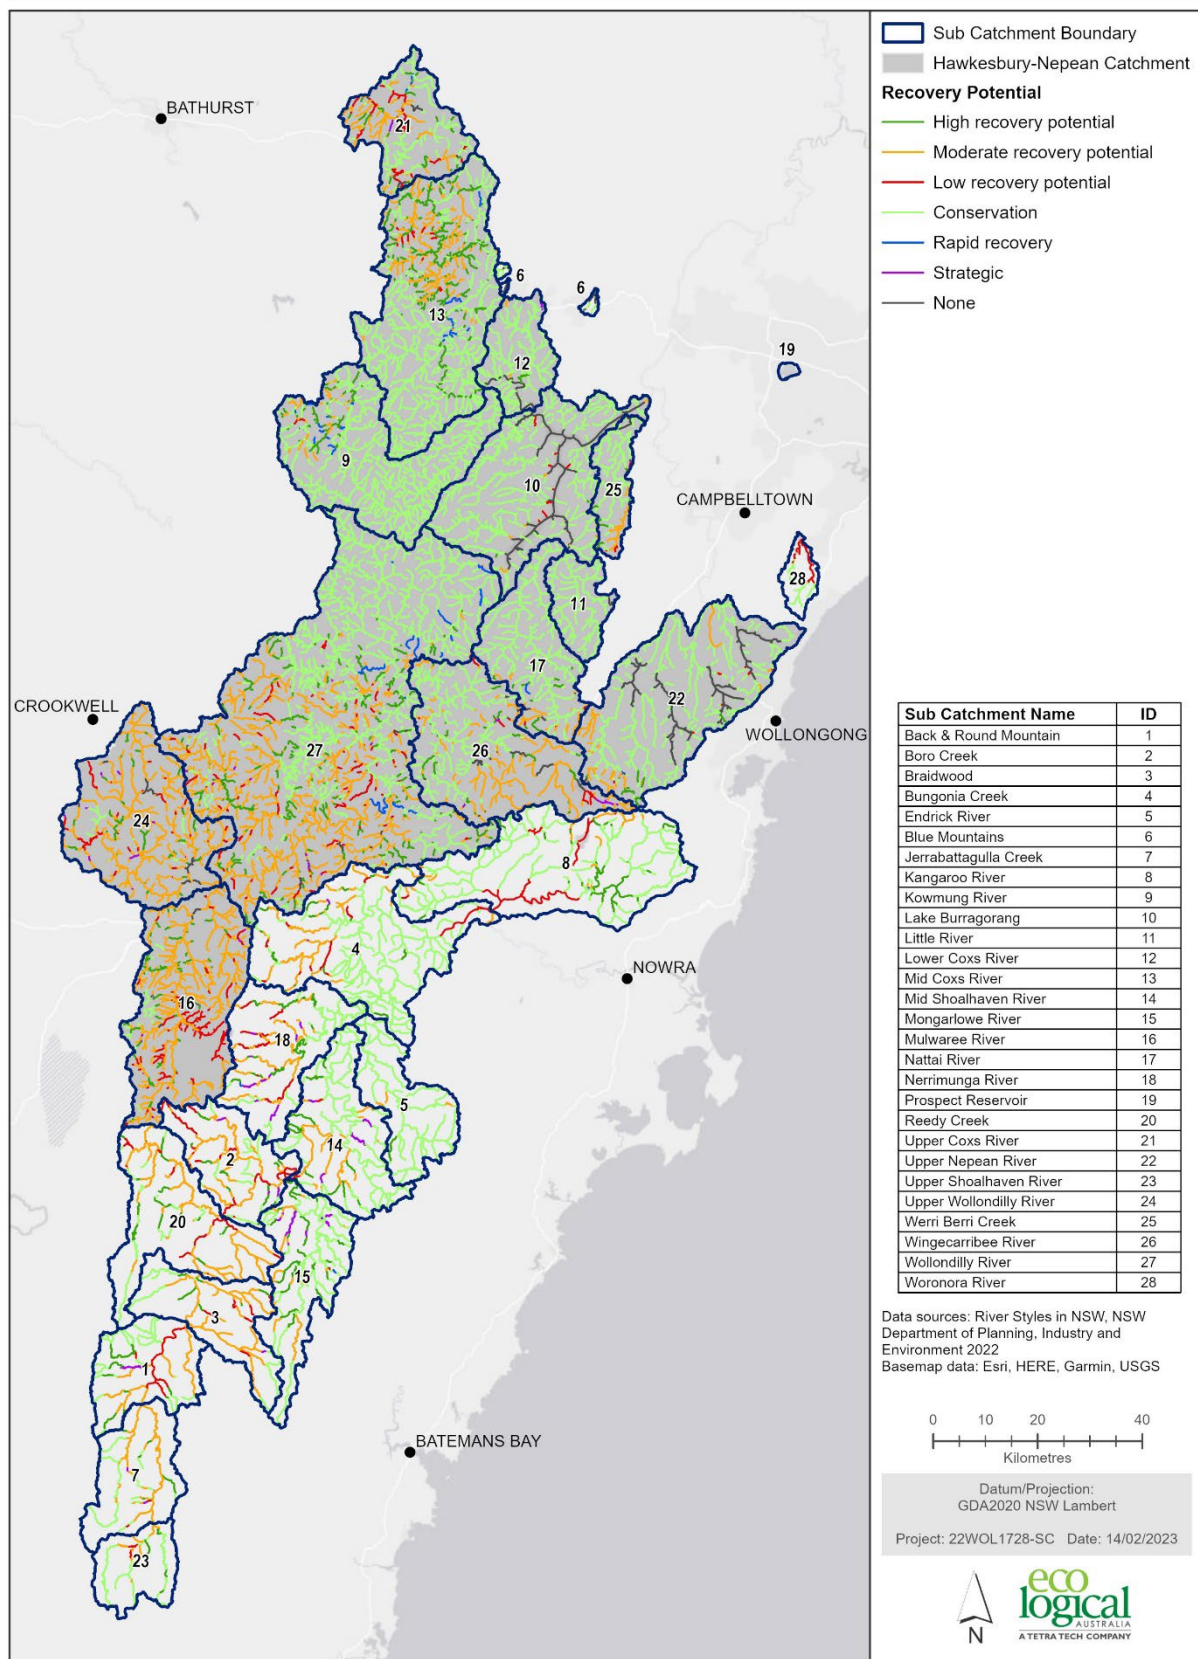 BATHURST
21
6
6
13
19
12
9
10
25
CAMPBELLTOWN
28
11
17
CROOKWELL
22
WOLLONGONG
27
26
24
8
4
NOWRA
16
18
5
14
2
20
15
3
1
BATEMANS BAY
7
23
Sub Catchment Boundary
Hawkesbury-Nepean Catchment
Recovery Potential
High recovery potential
Moderate recovery potential
Low recovery potential
Conservation
Rapid recovery
Strategic
None
Sub Catchment Name ID
Back & Round Mountain 1
Boro Creek 2
Braidwood 3
Bungonia Creek 4
Endrick River 5
Blue Mountains 6
Jerrabattagulla Creek 7
Kangaroo River 8
Kowmung River 9
Lake Burragorang 10
Little River 11
Lower Coxs River 12
Mid Coxs River 13
Mid Shoalhaven River 14
Mongarlowe River 15
Mulwaree River 16
Nattai River 17
Nerrimunga River 18
Prospect Reservoir 19
Reedy Creek 20
Upper Coxs River 21
Upper Nepean River 22
Upper Shoalhaven River 23
Upper Wollondilly River 24
Werri Berri Creek 25
Wingecarribee River 26
Wollondilly River 27
Woronora River 28
Data sources: River Styles in NSW, NSW
Department of Planning, Industry and
Environment 2022
Basemap data: Esri, HERE, Garmin, USGS
0 10 20 40
Kilometres
Datum/Projection:
GDA2020 NSW Lambert
Project: 22WOL1728-SC Date: 14/02/2023
N
eco
logical
AUSTRALIA
A TETRA TECH COMPANY